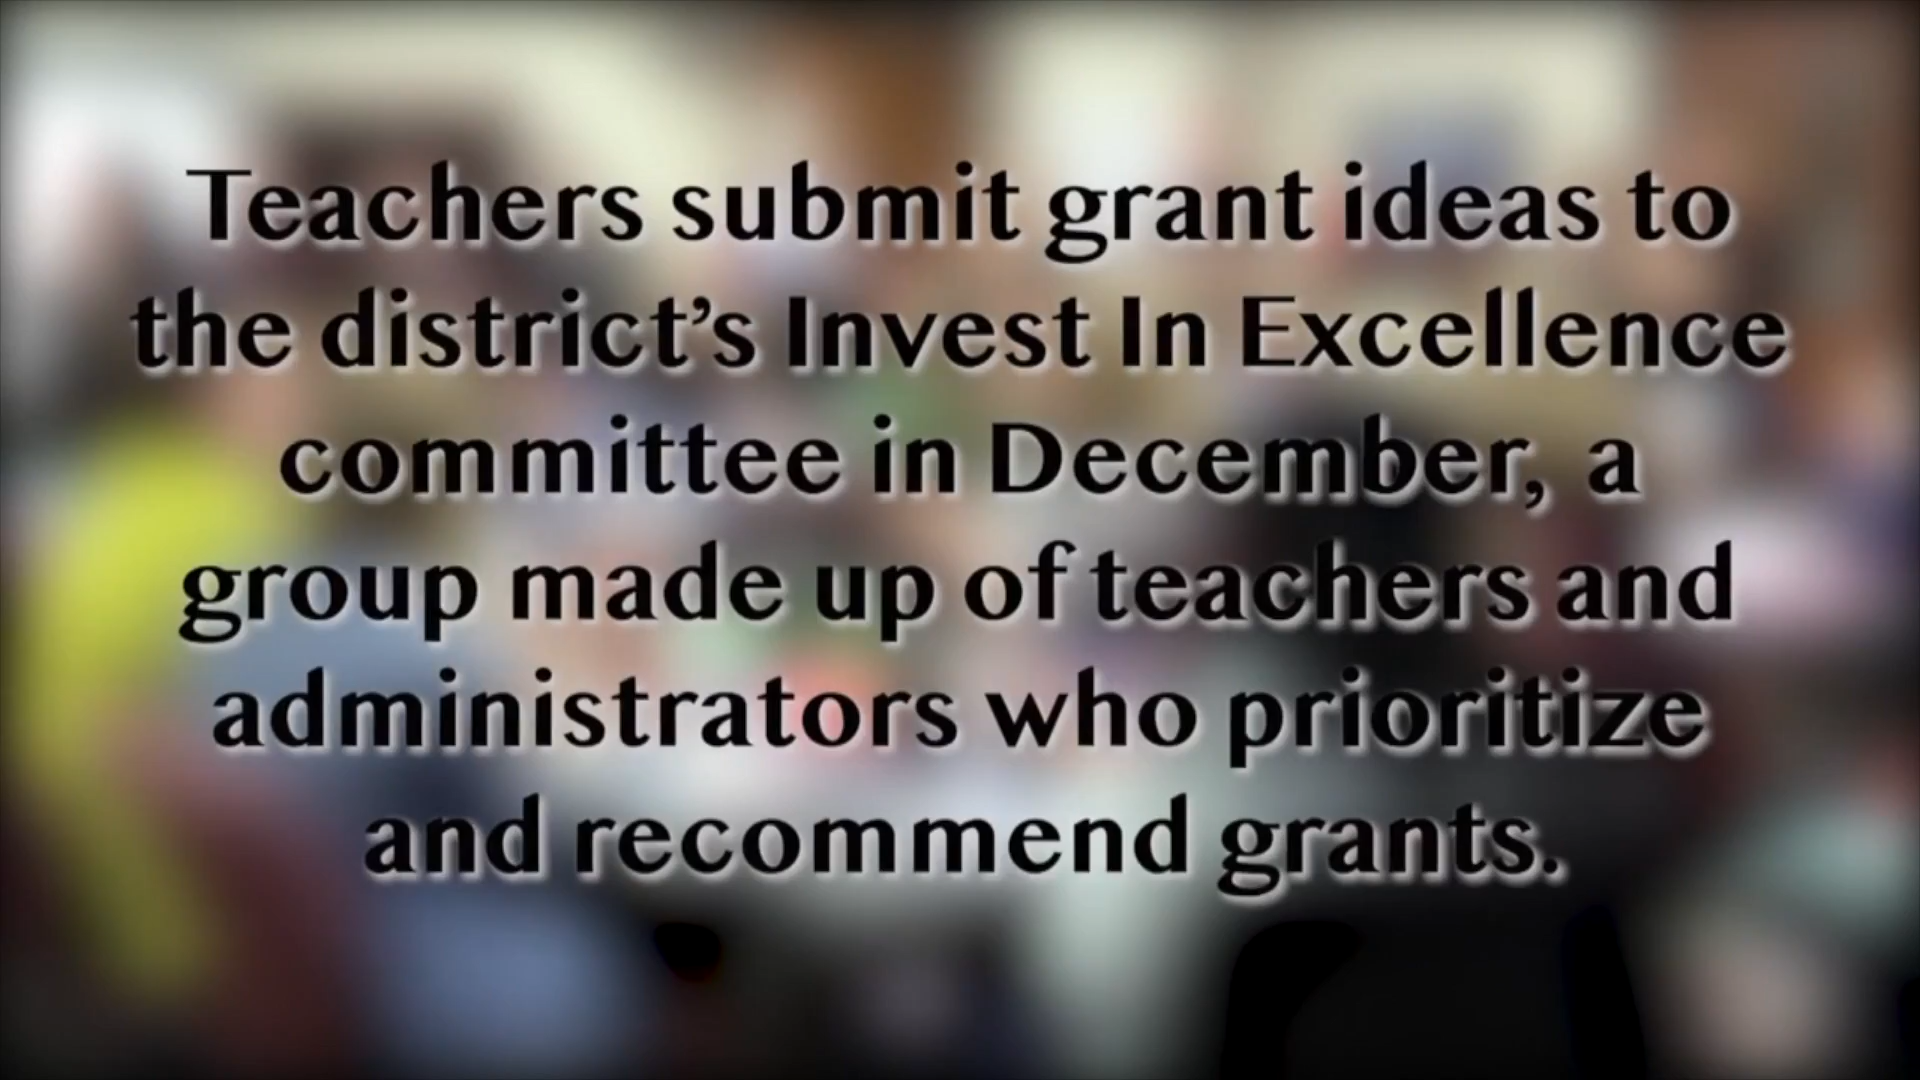 Teachers submit grant ideas to
the district’s Invest In Excellence
committee in December, a
group made up of teachers and
administrators who prioritize
and recommend grants.